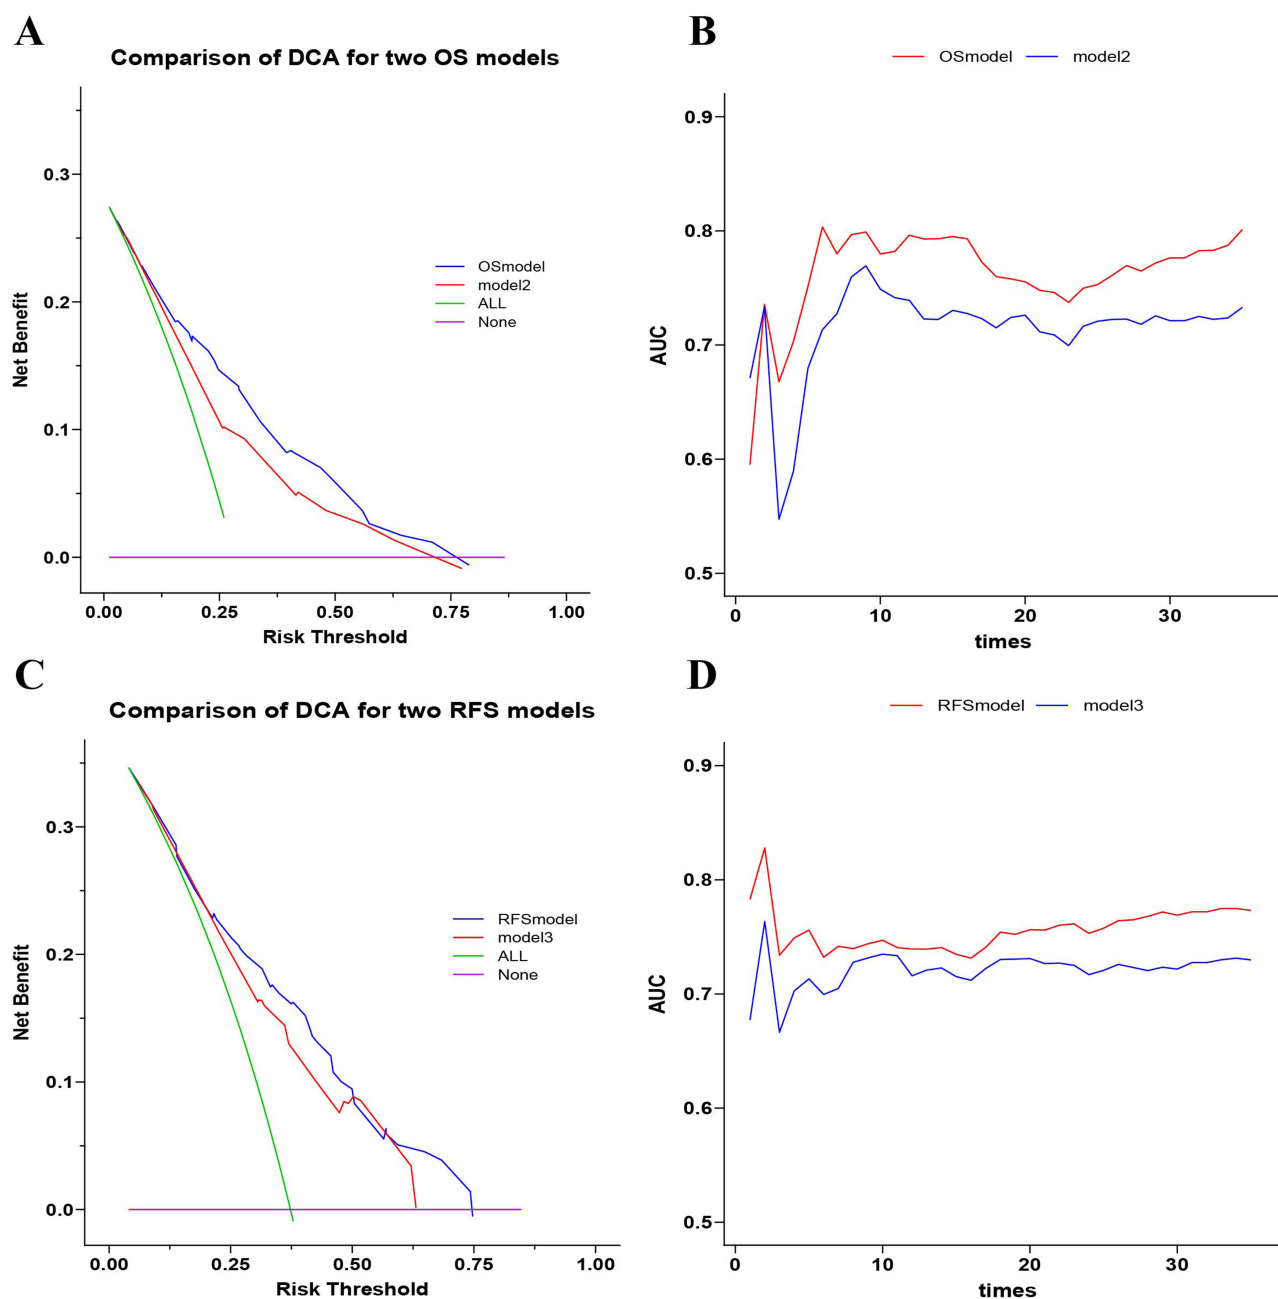 A
Comparison of DCA for two OS models
Net Benefit
0.3
0.2
0.1
0.0
OSmodel
model2
ALL
None
0.00 0.25 0.50 0.75 1.00
Risk Threshold
B
OSmodel model2
AUC
0.9
0.8
0.7
0.6
0.5
0 10 20 30
times
C
Comparison of DCA for two RFS models
Net Benefit
0.3
0.2
0.1
0.0
RFSmodel
model3
ALL
None
0.00 0.25 0.50 0.75 1.00
Risk Threshold
D
RFSmodel model3
AUC
0.9
0.8
0.7
0.6
0.5
0 10 20 30
times